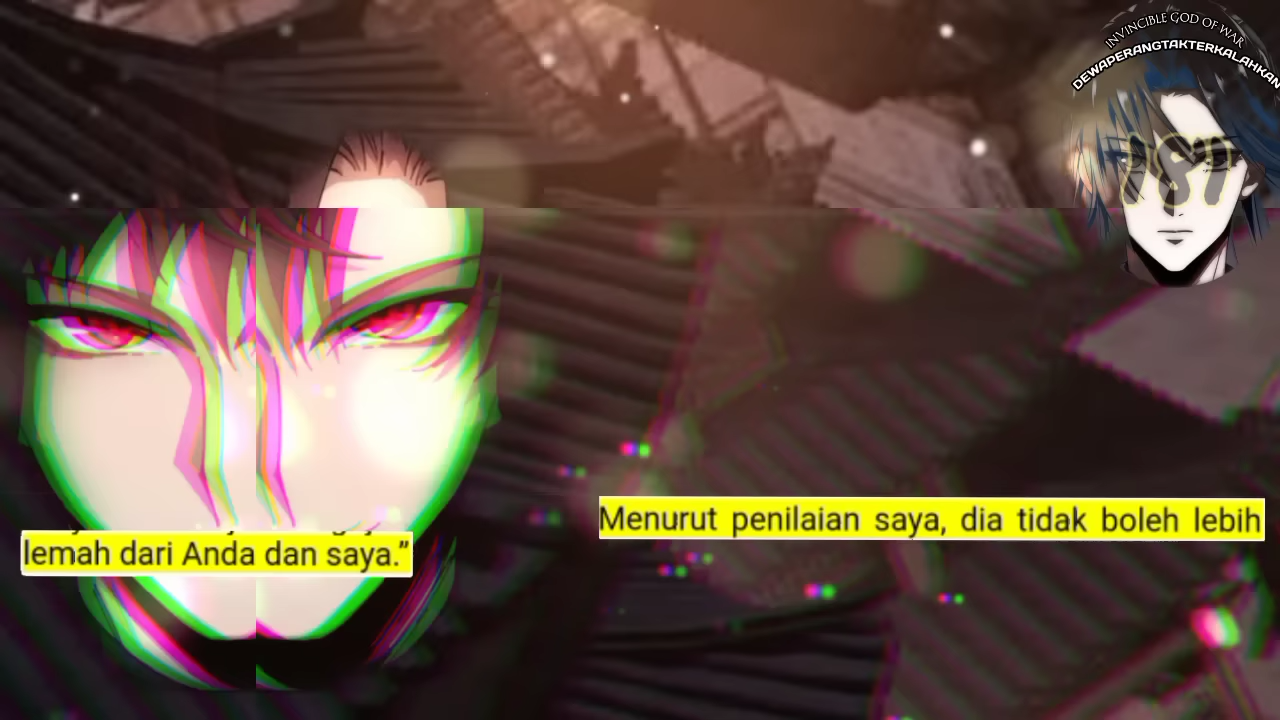 INVINCIBLE GOD OF WAR
DEWAPERANGTAKTERKALAHKAN
Menurut penilaian saya, dia tidak boleh lebih
lemah dari Anda dan saya.”